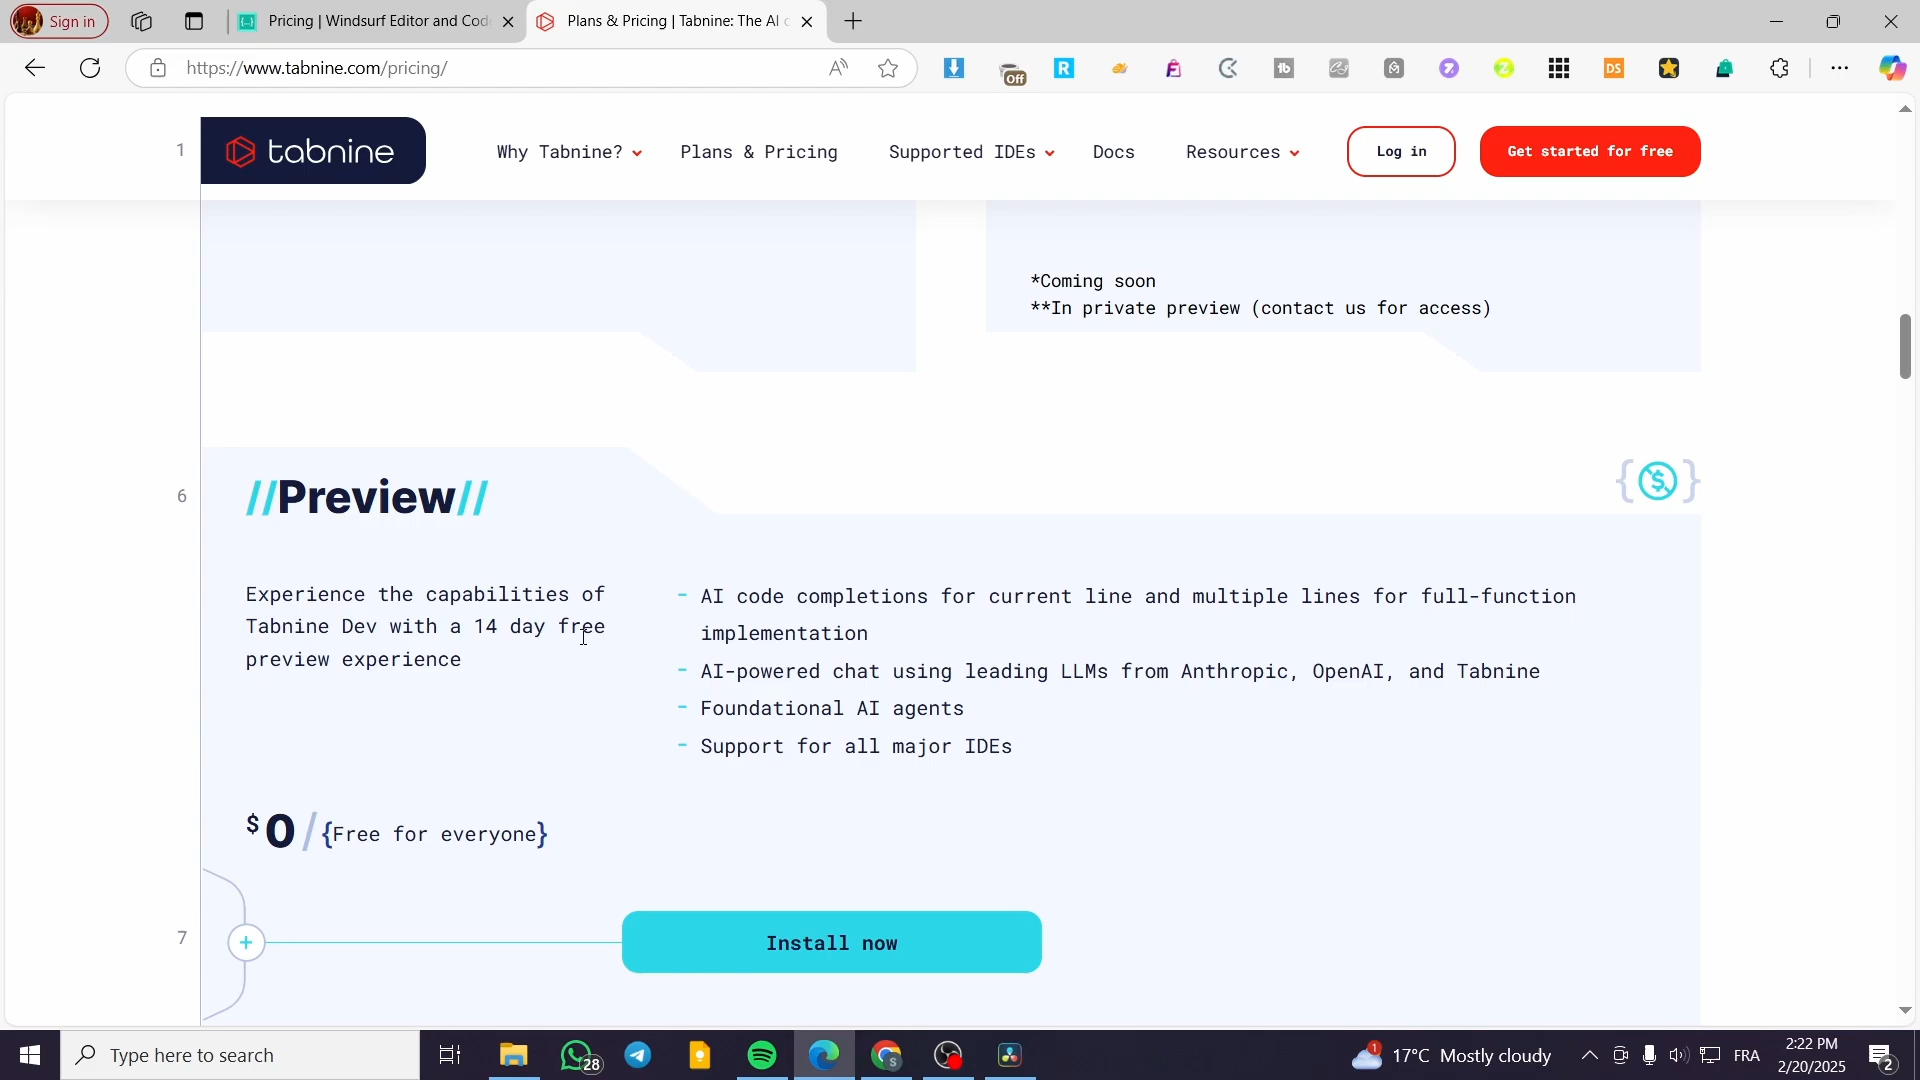 Sign in
Pricing | Windsurf Editor and Cod
Plans & Pricing | Tabnine: The AI c
https://www.tabnine.com/pricing/
Off
R
tb
DS
1
tabnine
Why Tabnine?
Plans & Pricing
Supported IDEs
Docs
Resources
Log in
Get started for free
*Coming soon
**In private preview (contact us for access)
6
//Preview//
{$}
Experience the capabilities of
Tabnine Dev with a 14 day free
preview experience
- AI code completions for current line and multiple lines for full-function
implementation
- AI-powered chat using leading LLMs from Anthropic, OpenAI, and Tabnine
- Foundational AI agents
- Support for all major IDEs
$0/{Free for everyone}
7
+
Install now
Type here to search
28
1
17°C Mostly cloudy
FRA
2:22 PM
2/20/2025
2